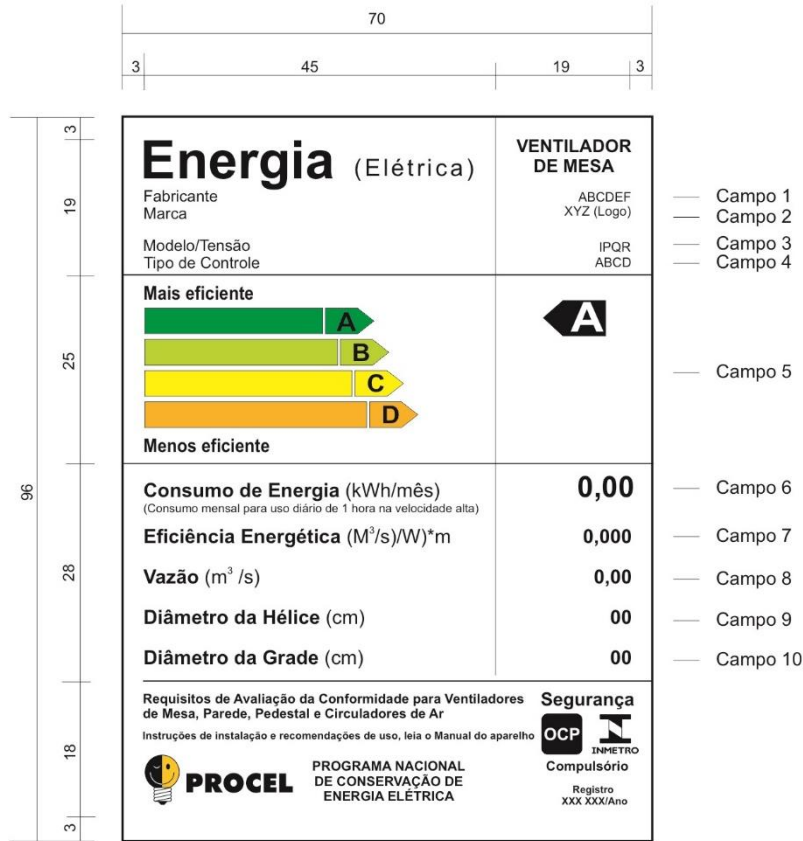 70
3 45 19 3
Energia (Elétrica)
VENTILADOR
DE MESA
Fabricante ABCDEF Campo 1
Marca XYZ (Logo) Campo 2
Modelo/Tensão IPQR Campo 3
Tipo de Controle ABCD Campo 4
3
19
Mais eficiente
A A
B
C Campo 5
D
Menos eficiente
25
96
Consumo de Energia (kWh/mês) 0,00 Campo 6
(Consumo mensal para uso diário de 1 hora na velocidade alta)
Eficiência Energética (M³/s)/W)*m 0,000 Campo 7
Vazão (m³ /s) 0,00 Campo 8
Diâmetro da Hélice (cm) 00 Campo 9
Diâmetro da Grade (cm) 00 Campo 10
28
Requisitos de Avaliação da Conformidade para Ventiladores
de Mesa, Parede, Pedestal e Circuladores de Ar
Instruções de instalação e recomendações de uso, leia o Manual do aparelho
PROCEL
PROGRAMA NACIONAL
DE CONSERVAÇÃO DE
ENERGIA ELÉTRICA
Segurança
OCP
INMETRO
Compulsório
Registro
XXX XXX/Ano
18
3